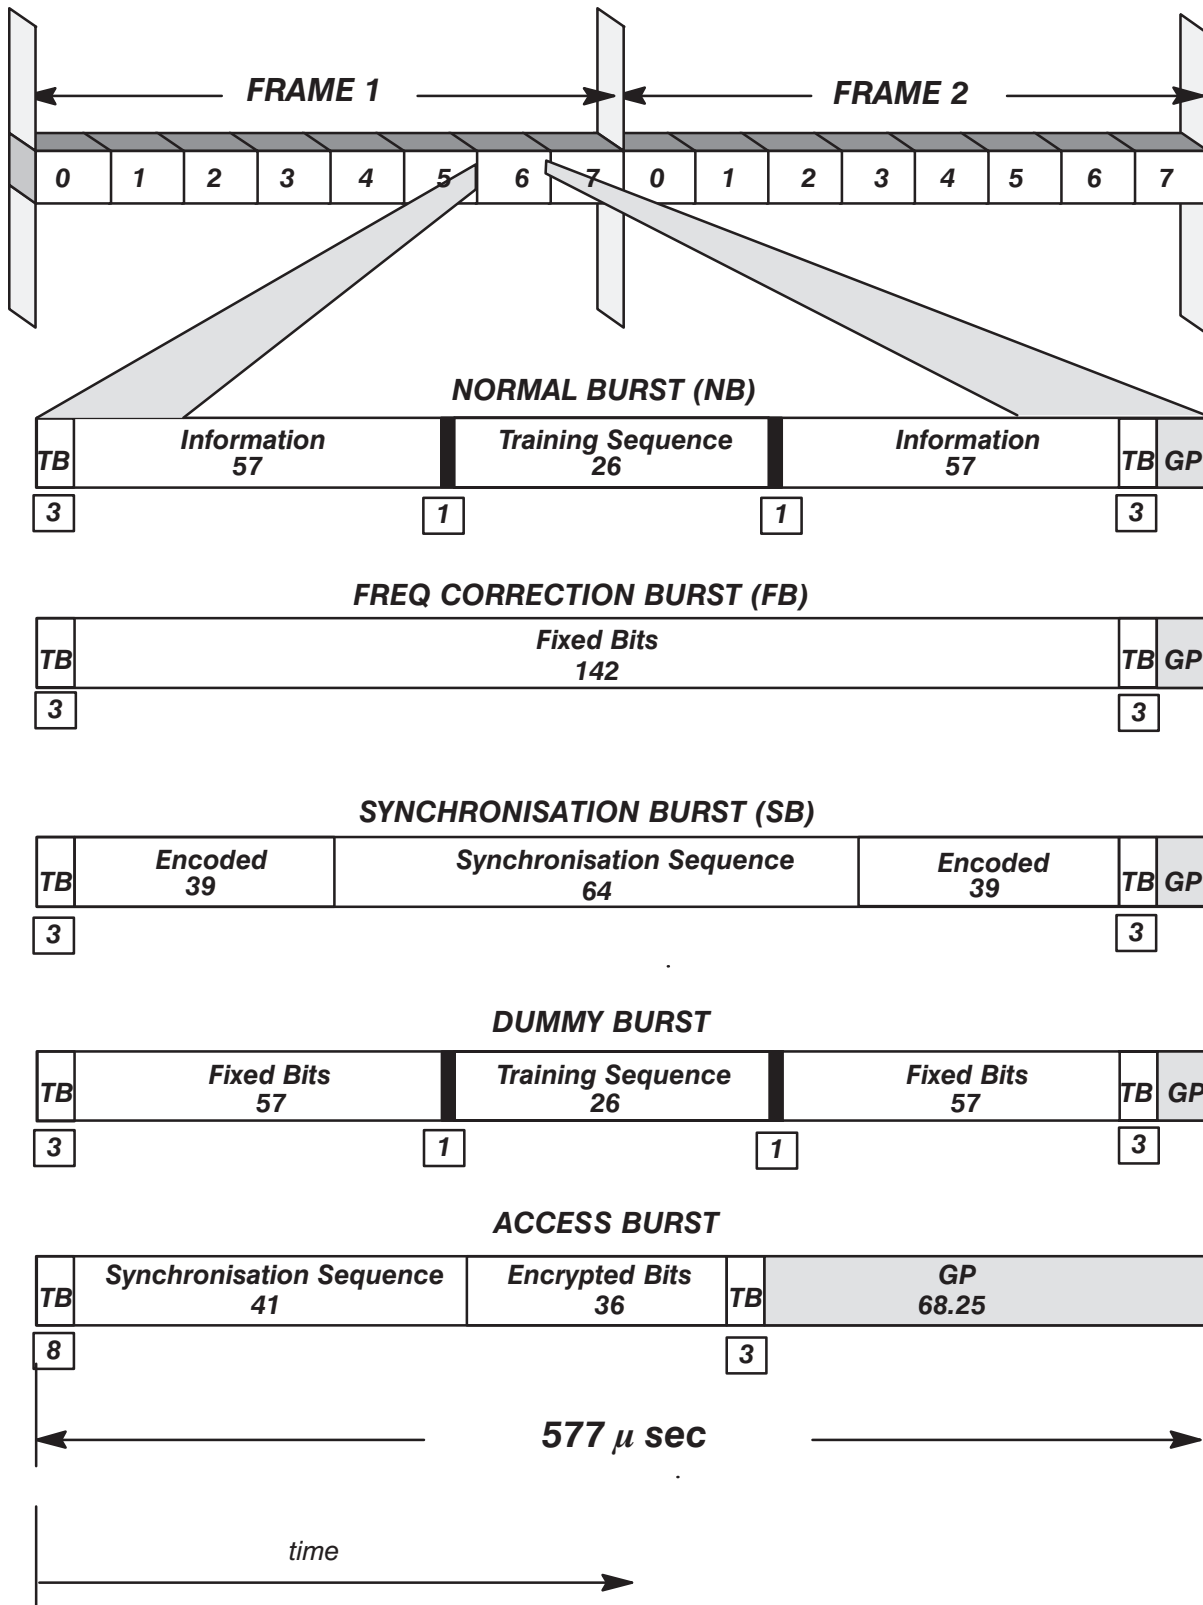 FRAME 1 FRAME 2
0 1 2 3 4 5 6 7 0 1 2 3 4 5 6 7
NORMAL BURST (NB)
TB Information 57 Training Sequence 26 Information 57 TB GP
3 1 1 3
FREQ CORRECTION BURST (FB)
TB Fixed Bits 142 TB GP
3 3
SYNCHRONISATION BURST (SB)
TB Encoded 39 Synchronisation Sequence 64 Encoded 39 TB GP
3 3
DUMMY BURST
TB Fixed Bits 57 Training Sequence 26 Fixed Bits 57 TB GP
3 1 1 3
ACCESS BURST
TB Synchronisation Sequence 41 Encrypted Bits 36 TB GP 68.25
8 3
577 μ sec
time